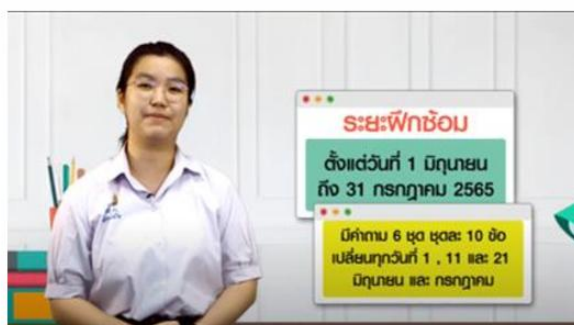 ระยะฝึกซ้อม
ตั้งแต่วันที่ 1 มิถุนายน
ถึง 31 กรกฎาคม 2565
มีคำถาม 6 ชุด ชุดละ 10 ข้อ
เปลี่ยนทุกวันที่ 1 , 11 และ 21
มิถุนายน และ กรกฎาคม